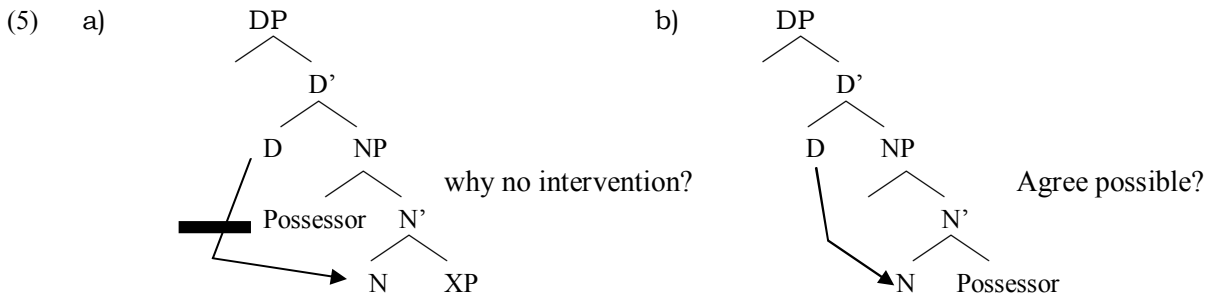 (5) a) DP b) DP
D’ D’
D NP D NP
why no intervention? Agree possible?
Possessor N’ N’
N XP N Possessor